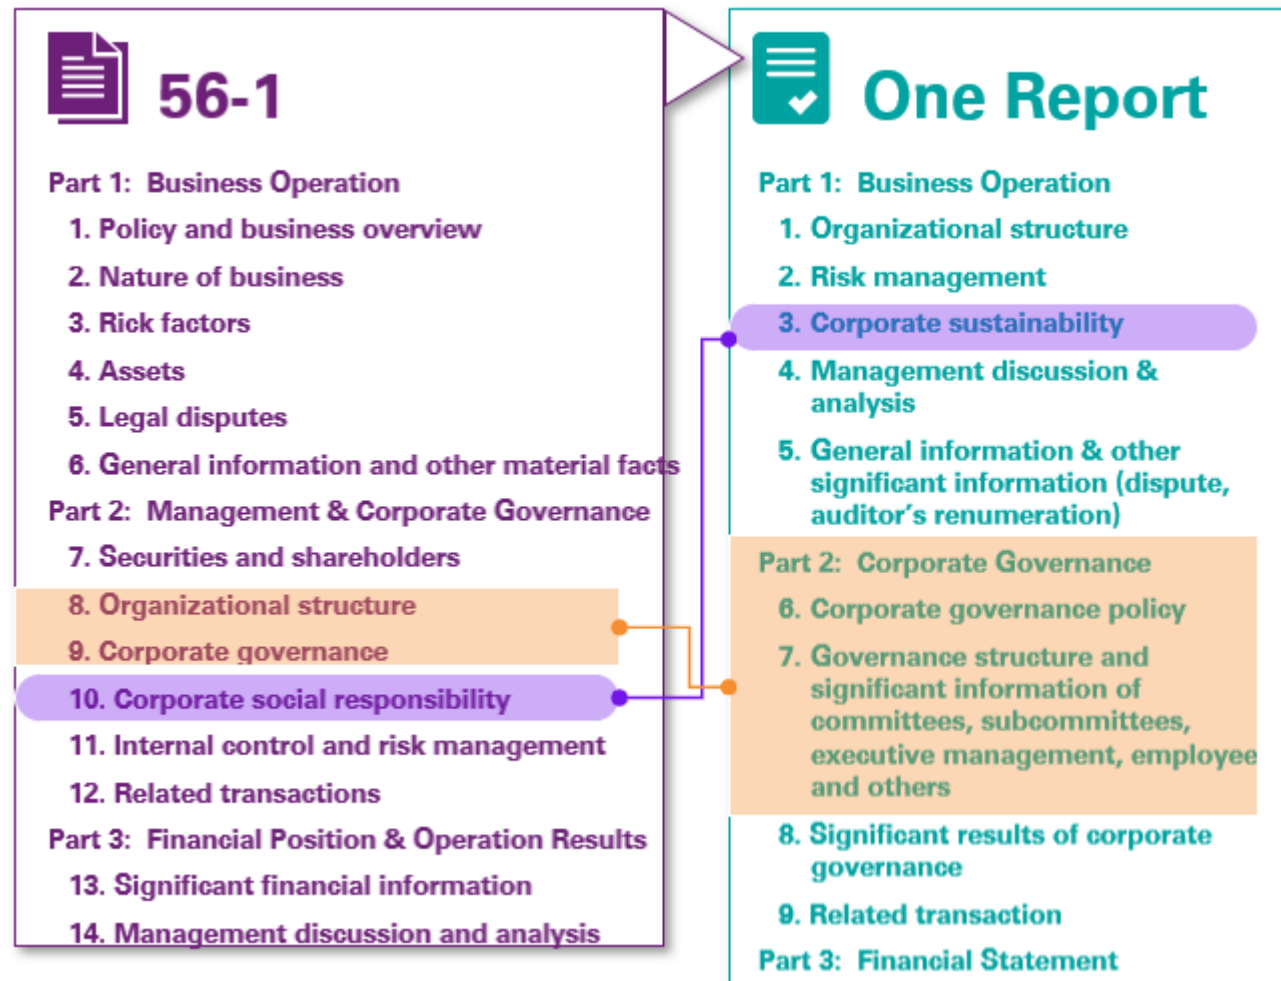 56-1
Part 1: Business Operation
1. Policy and business overview
2. Nature of business
3. Rick factors
4. Assets
5. Legal disputes
6. General information and other material facts
Part 2: Management & Corporate Governance
7. Securities and shareholders
8. Organizational structure
9. Corporate governance
10. Corporate social responsibility
11. Internal control and risk management
12. Related transactions
Part 3: Financial Position & Operation Results
13. Significant financial information
14. Management discussion and analysis
One Report
Part 1: Business Operation
1. Organizational structure
2. Risk management
3. Corporate sustainability
4. Management discussion &
analysis
5. General information & other
significant information (dispute,
auditor's renumeration)
Part 2: Corporate Governance
6. Corporate governance policy
7. Governance structure and
significant information of
committees, subcommittees,
executive management, employee
and others
8. Significant results of corporate
governance
9. Related transaction
Part 3: Financial Statement